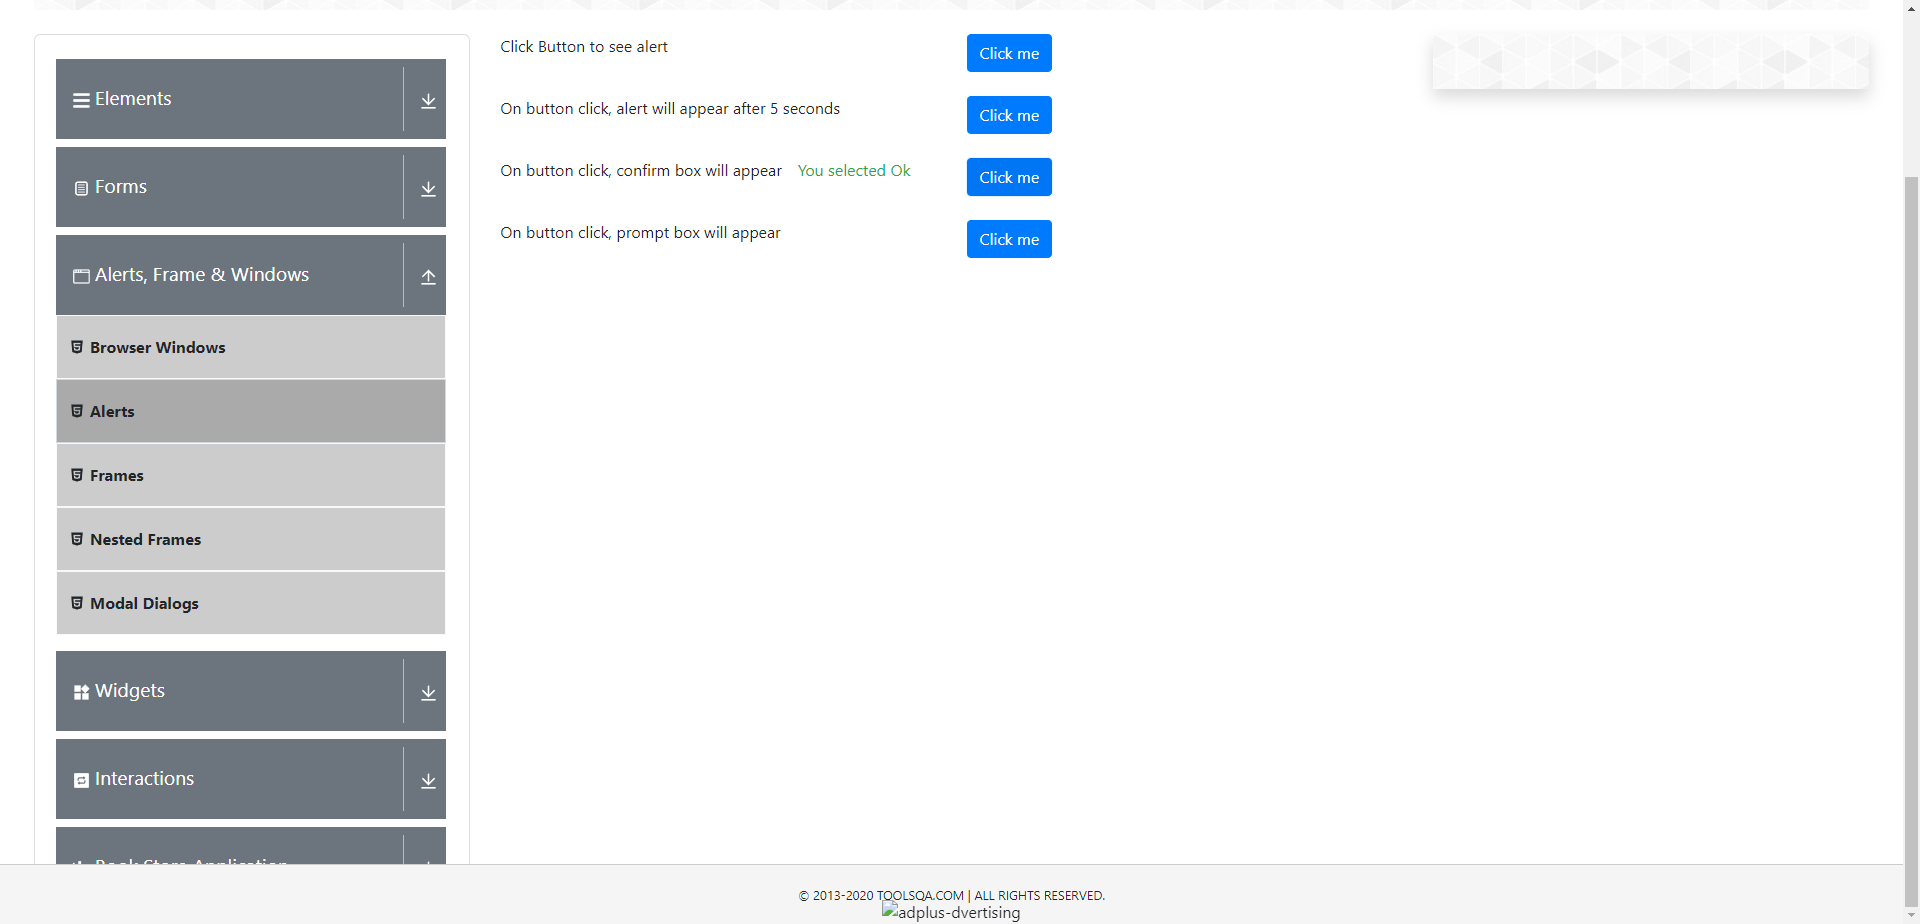 Elements
Forms
Alerts, Frame & Windows
Browser Windows
Alerts
Frames
Nested Frames
Modal Dialogs
Widgets
Interactions
Book Store Application
Click Button to see alert
Click me
On button click, alert will appear after 5 seconds
Click me
On button click, confirm box will appear You selected Ok
Click me
On button click, prompt box will appear
Click me
© 2013-2020 TOOLSQA.COM | ALL RIGHTS RESERVED.
adplus-dvertising